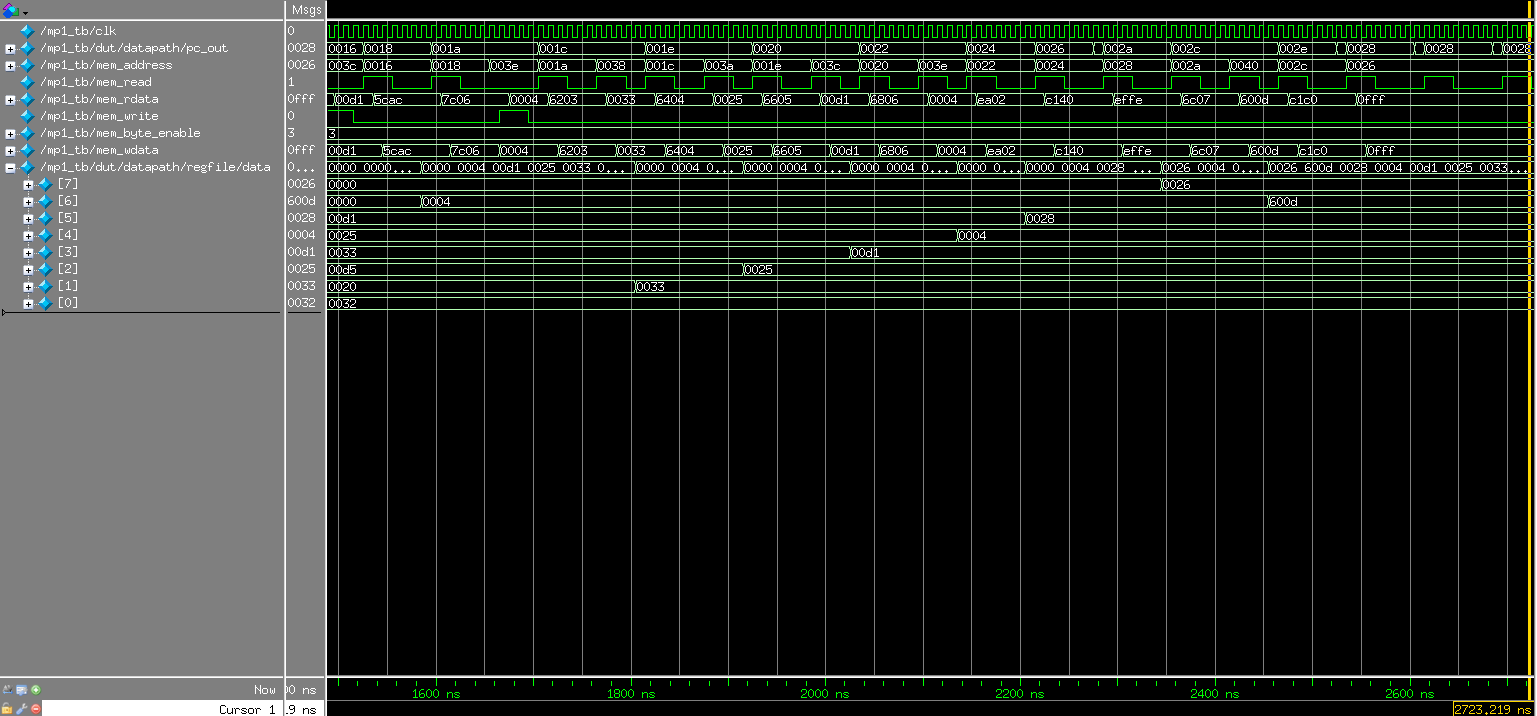 Msgs
/mp1_tb/clk 0
/mp1_tb/dut/datapath/pc_out 0028 0016 0018 001a 001c 001e 0020 0022 0024 0026 002a 002c 002e 0028 0028 0029
/mp1_tb/mem_address 0026 003c 0016 0018 003e 001a 0038 001c 003a 001e 003c 0020 003e 0022 0024 0028 002a 0040 002c 0026
/mp1_tb/mem_read 1
/mp1_tb/mem_rdata 0fff 00d1 5cac 7c06 0004 6203 0033 6404 0025 6605 00d1 6806 0004 ea02 c140 effe 6c07 600d c1c0 0fff
/mp1_tb/mem_write 0
/mp1_tb/mem_byte_enable 3 3
/mp1_tb/mem_wdata 0fff 00d1 5cac 7c06 0004 6203 0033 6404 0025 6605 00d1 6806 0004 ea02 c140 effe 6c07 600d c1c0 0fff
/mp1_tb/dut/datapath/regfile/data 0... 0000 0000... 0000 0004 00d1 0025 0033 0... 0000 0004 0... 0000 0004 0... 0000 0004 0... 0000 0... 0000 0004 0028 ... 0026 0004 0... 0026 600d 0028 0004 00d1 0025 0033...
[7] 0026 0000 0026
[6] 600d 0000 0004 600d
[5] 0028 00d1 0028
[4] 0004 0025 0004
[3] 00d1 0033 00d1
[2] 0025 00d5 0025
[1] 0033 0020 0033
[0] 0032 0032
Now 00 ns 1600 ns 1800 ns 2000 ns 2200 ns 2400 ns 2600 ns
Cursor 1 .9 ns 2723.219 ns